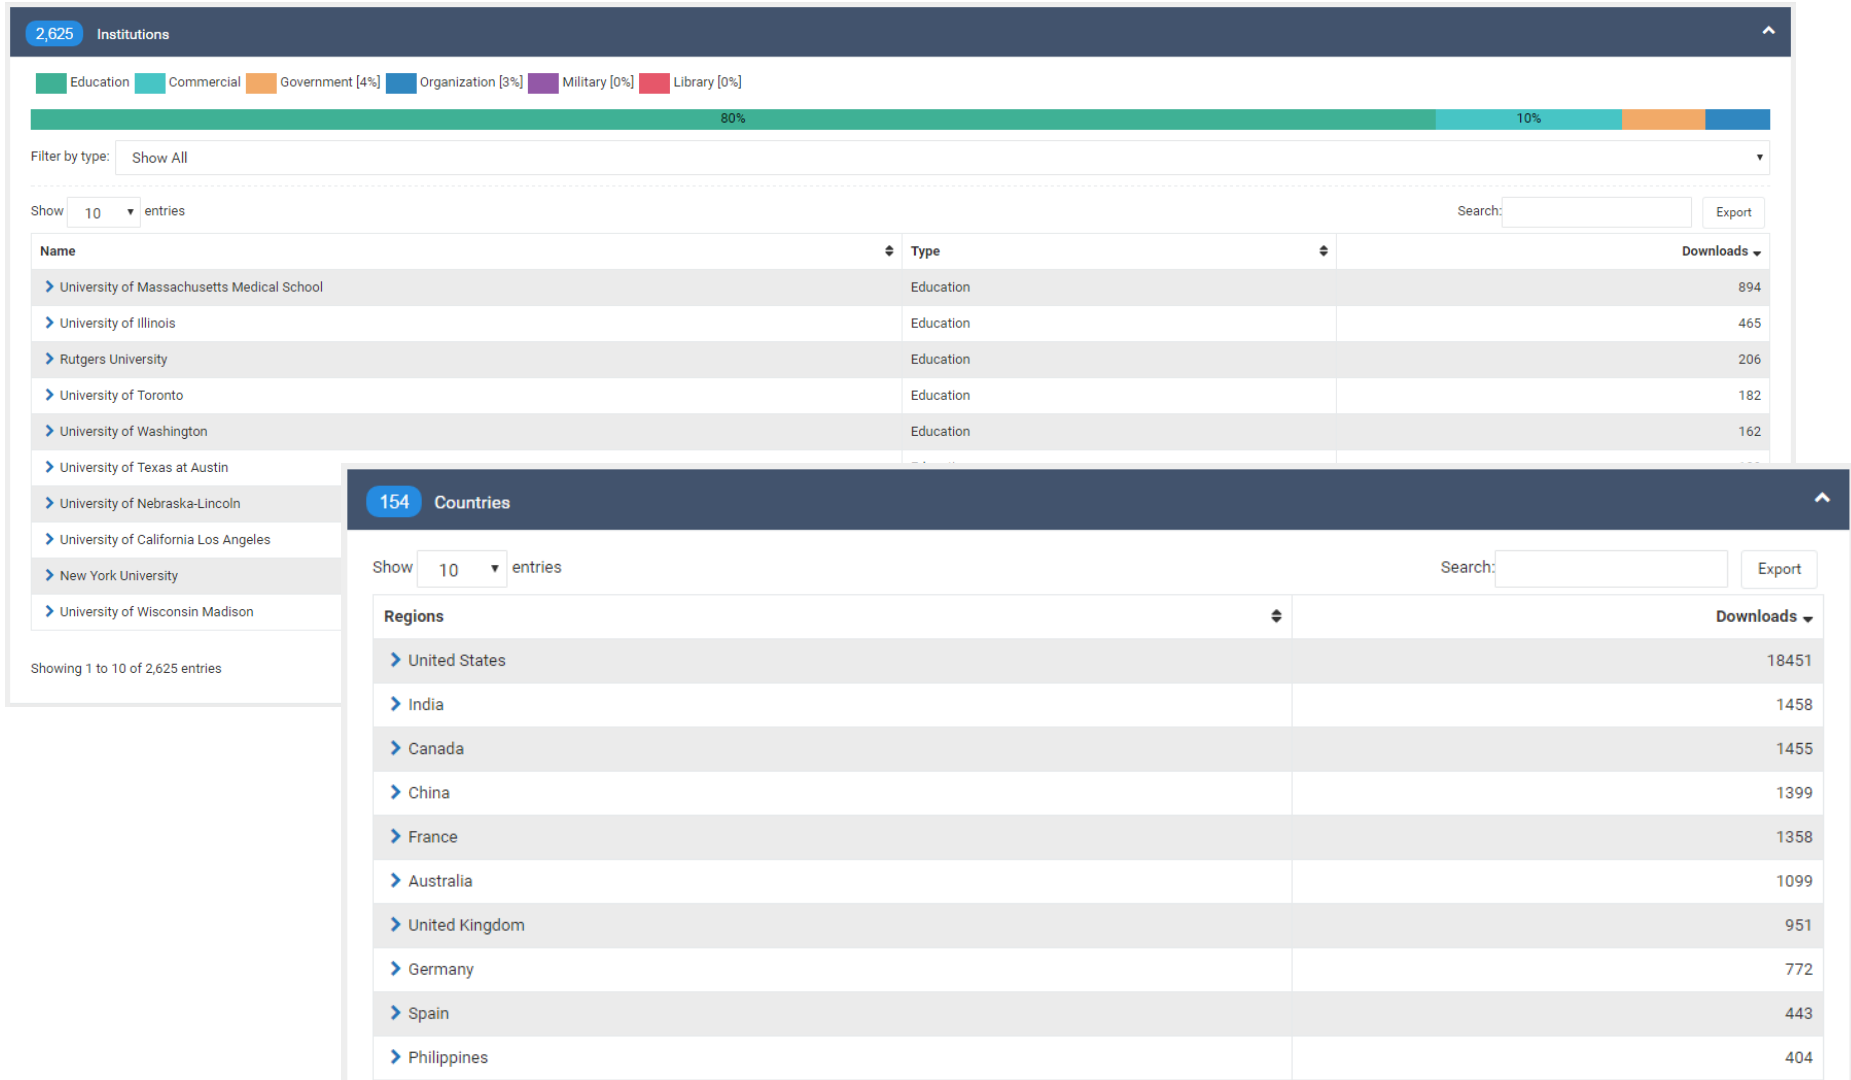 2,625 Institutions
Education Commercial Government [4%] Organization [3%] Military [0%] Library [0%]
80% 10%
Filter by type: Show All
Show 10 entries Search: Export
Name Type Downloads
University of Massachusetts Medical School Education 894
University of Illinois Education 465
Rutgers University Education 206
University of Toronto Education 182
University of Washington Education 162
University of Texas at Austin
University of Nebraska-Lincoln
University of California Los Angeles
New York University
University of Wisconsin Madison
Showing 1 to 10 of 2,625 entries
154 Countries
Show 10 entries Search: Export
Regions Downloads
United States 18451
India 1458
Canada 1455
China 1399
France 1358
Australia 1099
United Kingdom 951
Germany 772
Spain 443
Philippines 404